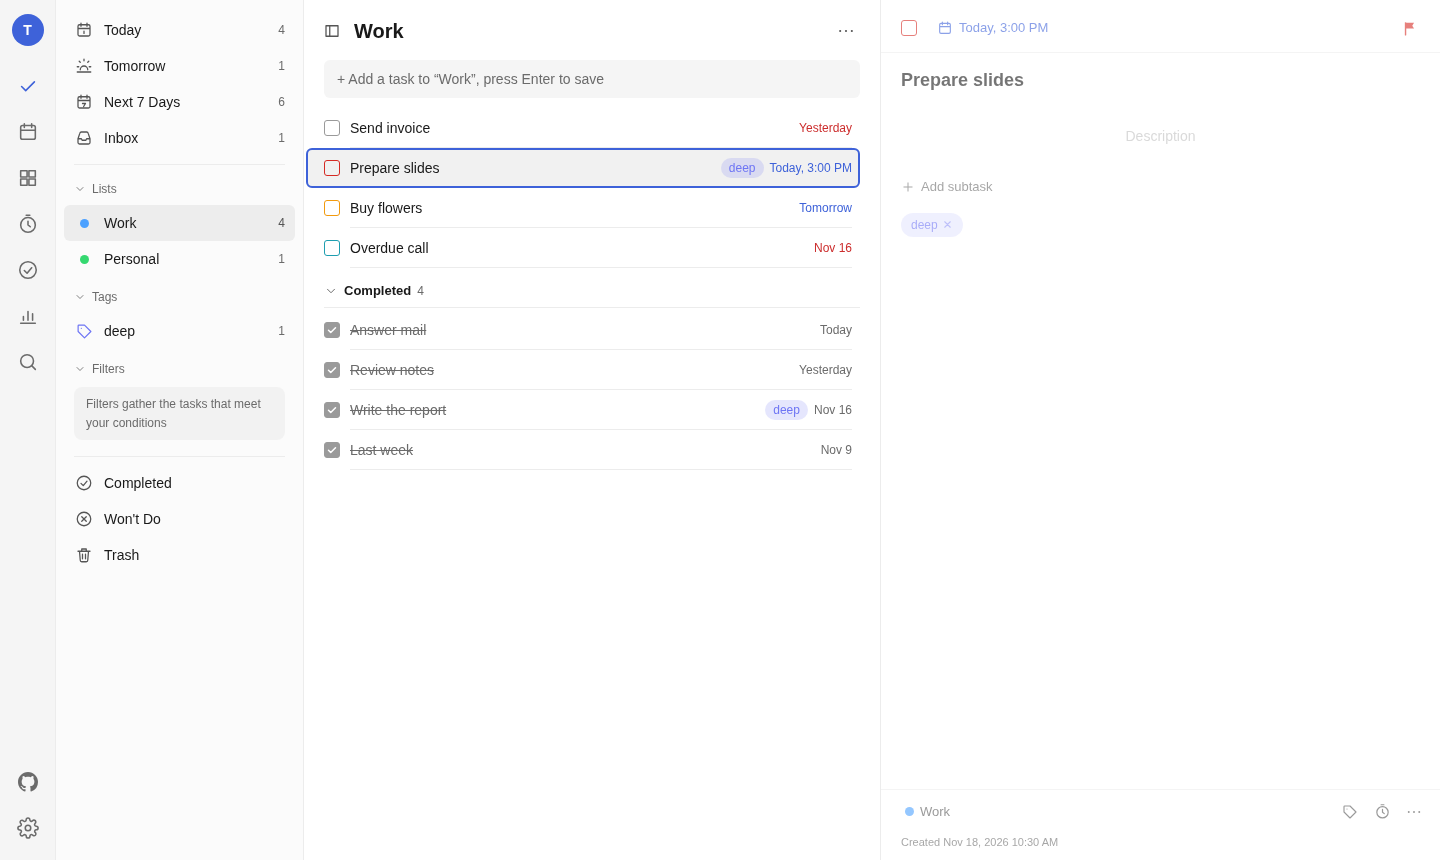 T
Today 4
Tomorrow 1
Next 7 Days 6
Inbox 1
Lists
Work 4
Personal 1
Tags
deep 1
Filters
Filters gather the tasks that meet
your conditions
Completed
Won't Do
Trash
Work
+ Add a task to “Work”, press Enter to save
Send invoice Yesterday
Prepare slides deep Today, 3:00 PM
Buy flowers Tomorrow
Overdue call Nov 16
Completed 4
Answer mail Today
Review notes Yesterday
Write the report deep Nov 16
Last week Nov 9
Today, 3:00 PM
Prepare slides
Description
Add subtask
deep
Work
Created Nov 18, 2026 10:30 AM